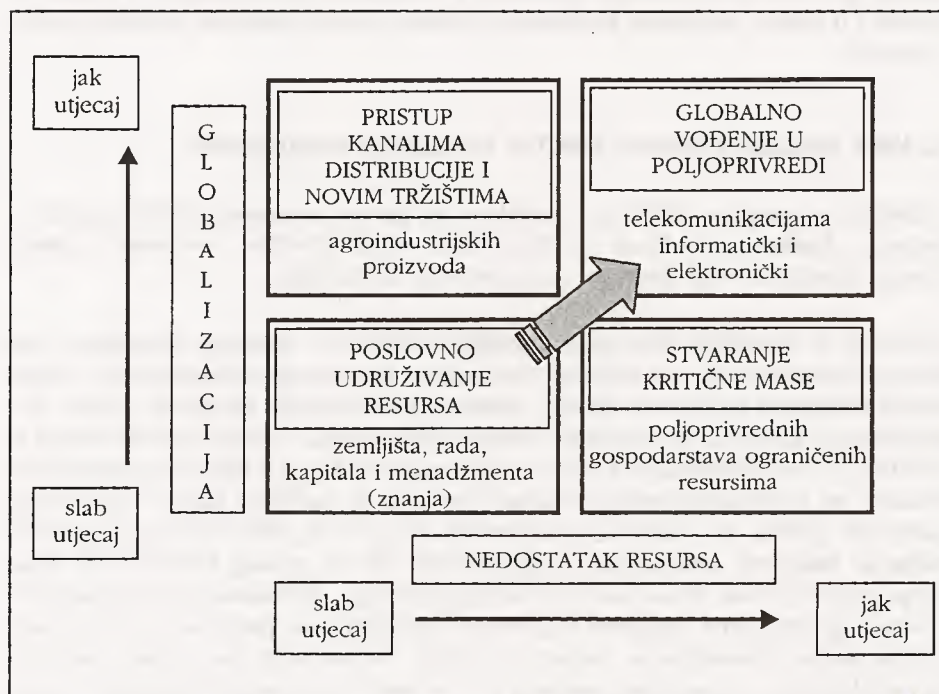 jak
utjecaj
GLOBALIZACIJA
PRISTUP
KANALIMA
DISTRIBUCIJE I
NOVIM TRŽIŠTIMA
agroindustrijskih
proizvoda
GLOBALNO
VOĐENJE U
POLJOPRIVREDI
telekomunikacijama
informatički i
elektronički
POSLOVNO
UDRUŽIVANJE
RESURSA
zemljišta, rada,
kapitala i menadžmenta
(znanja)
STVARANJE
KRITIČNE MASE
poljoprivrednih
gospodarstava ograničenih
resursima
slab
utjecaj
NEDOSTATAK RESURSA
slab
utjecaj
jak
utjecaj